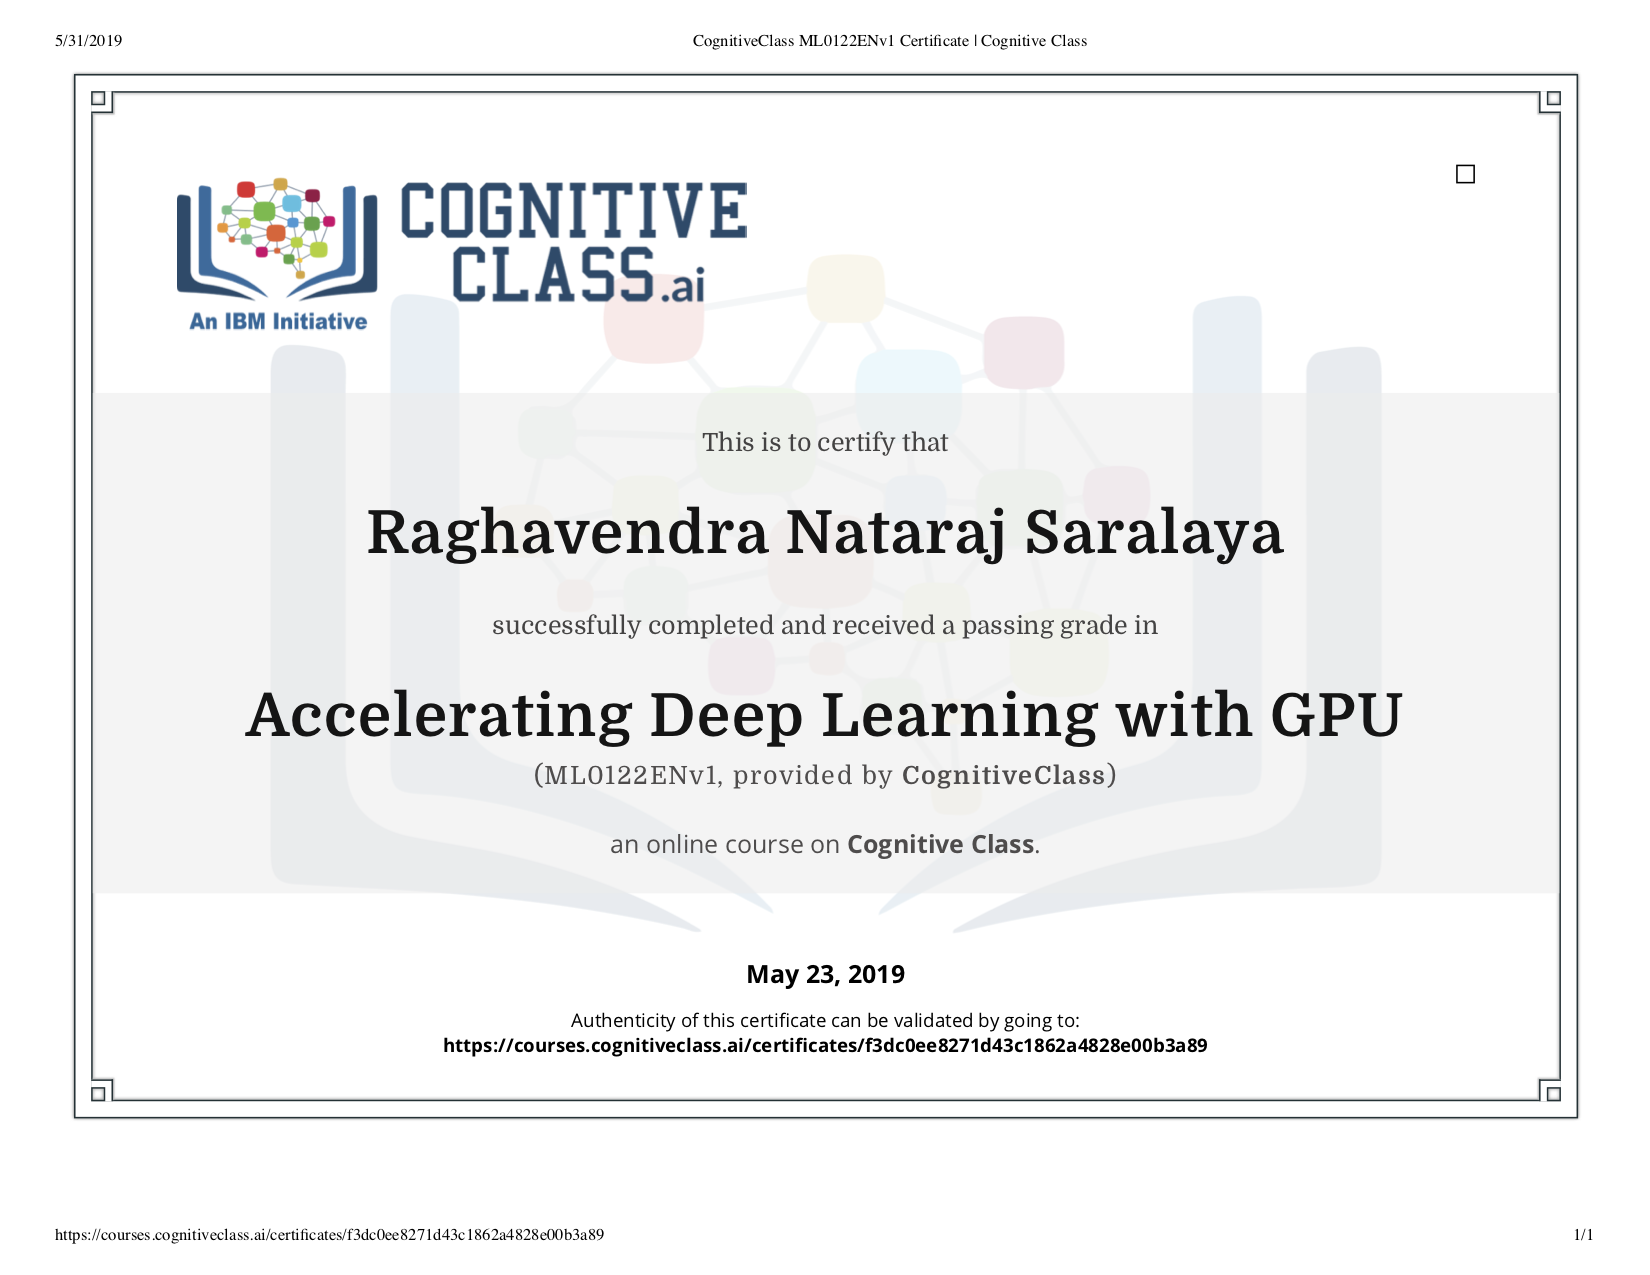 5/31/2019 CognitiveClass ML0122ENv1 Certificate | Cognitive Class
COGNITIVE
CLASS.ai
An IBM Initiative
This is to certify that
Raghavendra Nataraj Saralaya
successfully completed and received a passing grade in
Accelerating Deep Learning with GPU
(ML0122ENv1, provided by CognitiveClass)
an online course on Cognitive Class.
May 23, 2019
Authenticity of this certificate can be validated by going to:
https://courses.cognitiveclass.ai/certificates/f3dc0ee8271d43c1862a4828e00b3a89
https://courses.cognitiveclass.ai/certificates/f3dc0ee8271d43c1862a4828e00b3a89 1/1